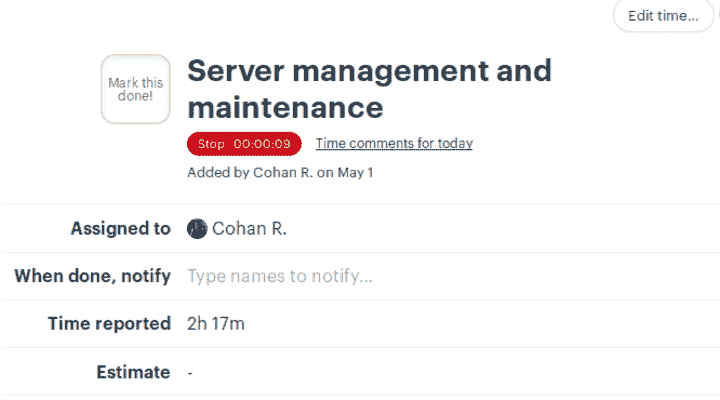 Edit time...
Mark this
done!
Server management and
maintenance
Stop 00:00:09 Time comments for today
Added by Cohan R. on May 1
Assigned to Cohan R.
When done, notify Type names to notify...
Time reported 2h 17m
Estimate -